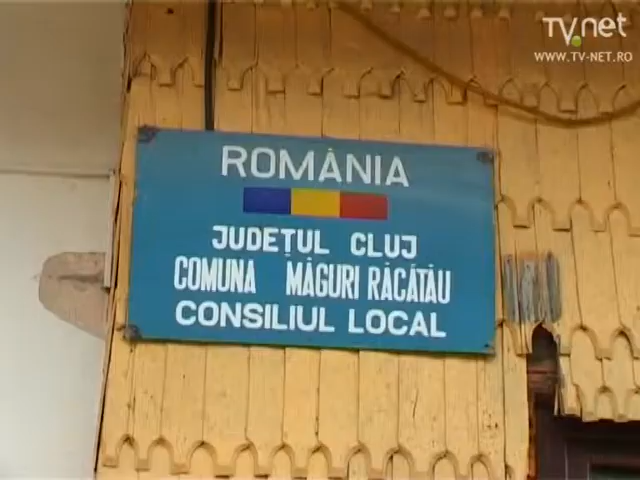 TV.net
WWW.TV-NET.RO
ROMÂNIA
JUDEȚUL CLUJ
COMUNA MĂGURI RĂCĂTĂU
CONSILIUL LOCAL